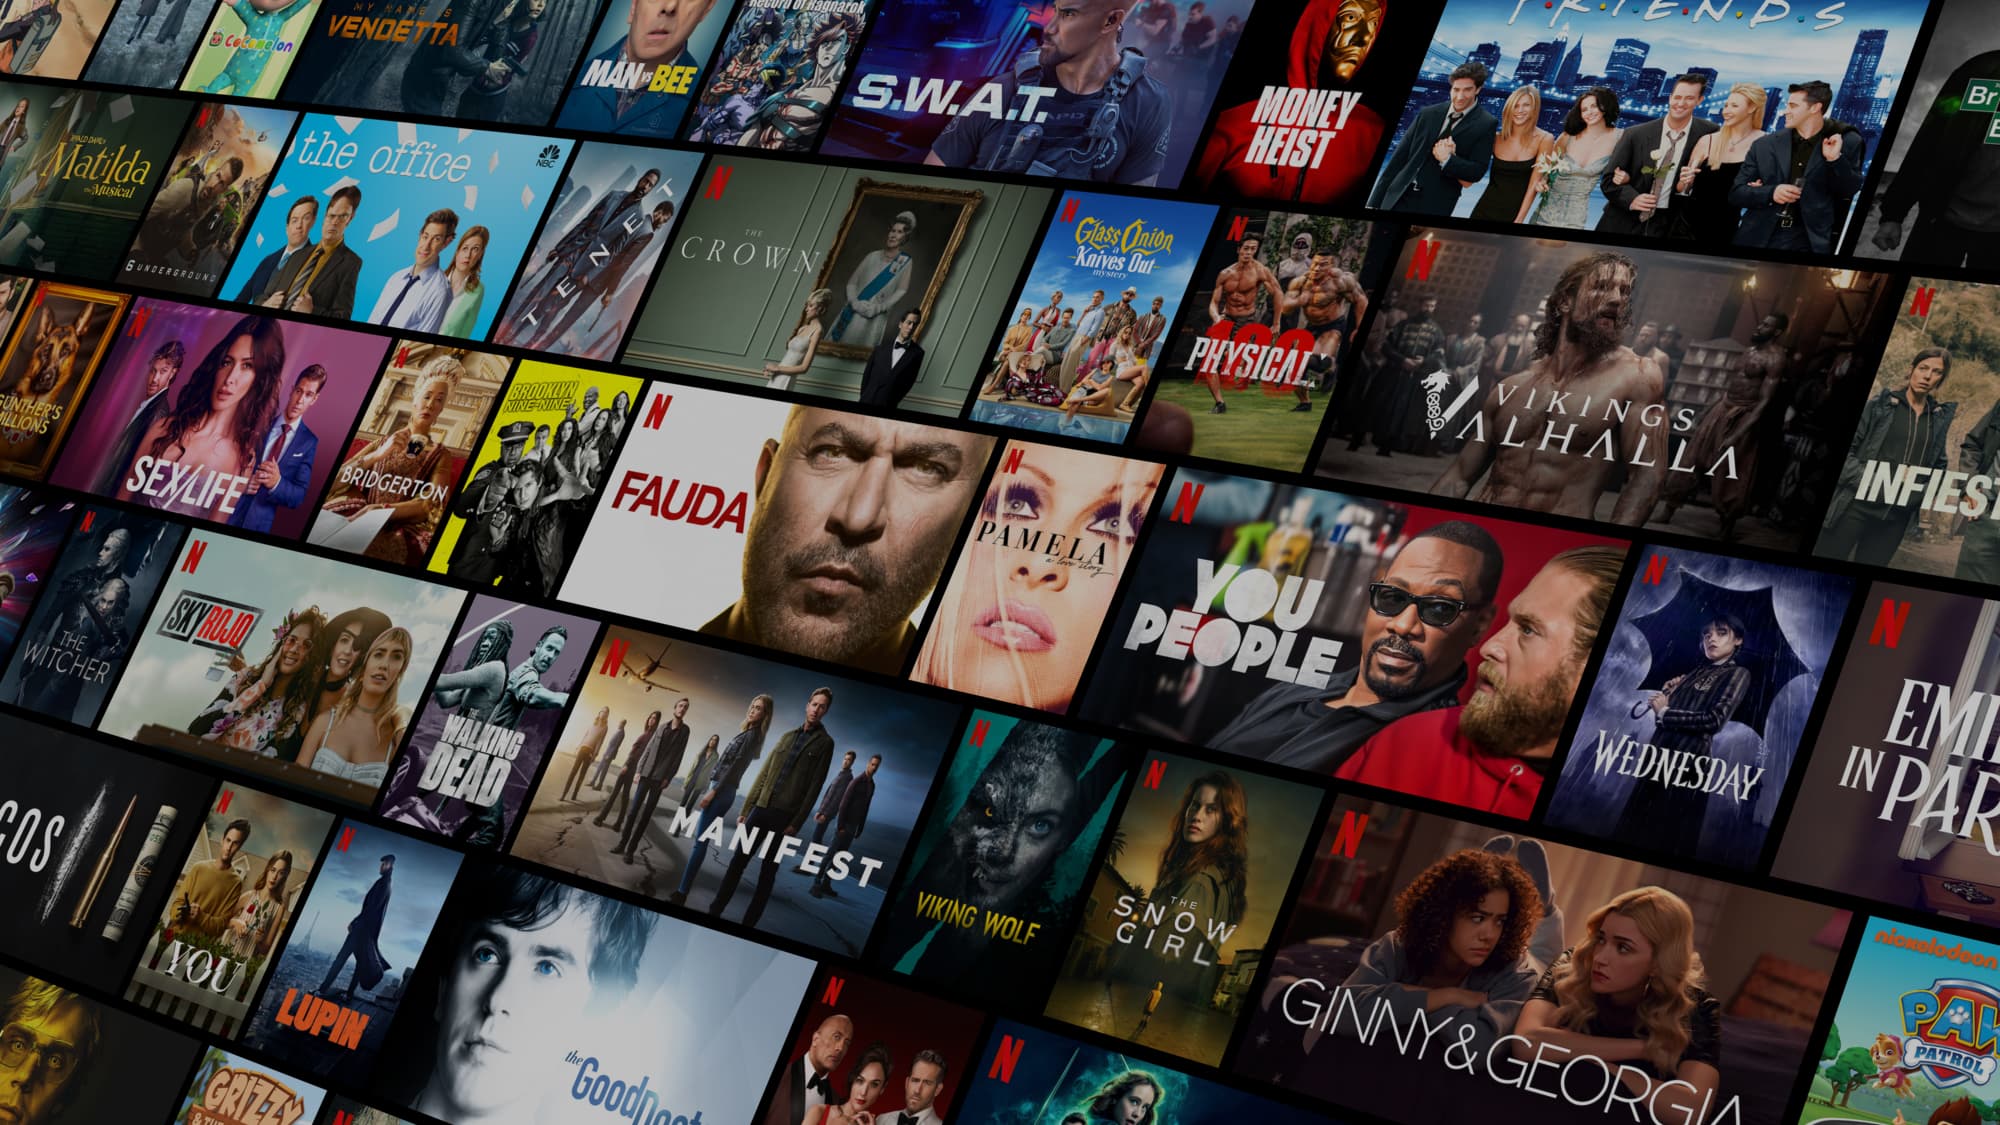 CoComelon
MY NAME IS
VENDETTA
MAN VS BEE
Record of Ragnarok
S.W.A.T.
MONEY
HEIST
F.R.I.E.N.D.S
Br
ROALD DAHL'S
Matilda
the Musical
6 UNDERGROUND
the office
NBC
TENET
THE
CROWN
Glass Onion
a
Knives Out
mystery
100
PHYSICAL
VIKINGS
VALHALLA
INFIEST
GUNTHER'S
MILLIONS
SEX/LIFE
BRIDGERTON
BROOKLYN
NINE-NINE
FAUDA
PAMELA
a love story
YOU
PEOPLE
WEDNESDAY
EMI
IN PAR
THE
WITCHER
SKY ROJO
THE
WALKING
DEAD
MANIFEST
VIKING WOLF
THE
SNOW
GIRL
GINNY & GEORGIA
nickelodeon
PAW
PATROL
COS
YOU
LUPIN
the
Good Doct
GRIZZY